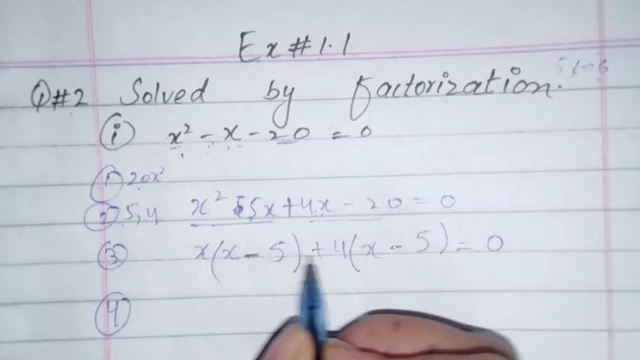 Ex#1.1
Q#2 Solved by factorization.
(i) x² - x - 20 = 0
① 20x²
② 5,4 x² - 5x + 4x - 20 = 0
③ x(x - 5) + 4(x - 5) = 0
④